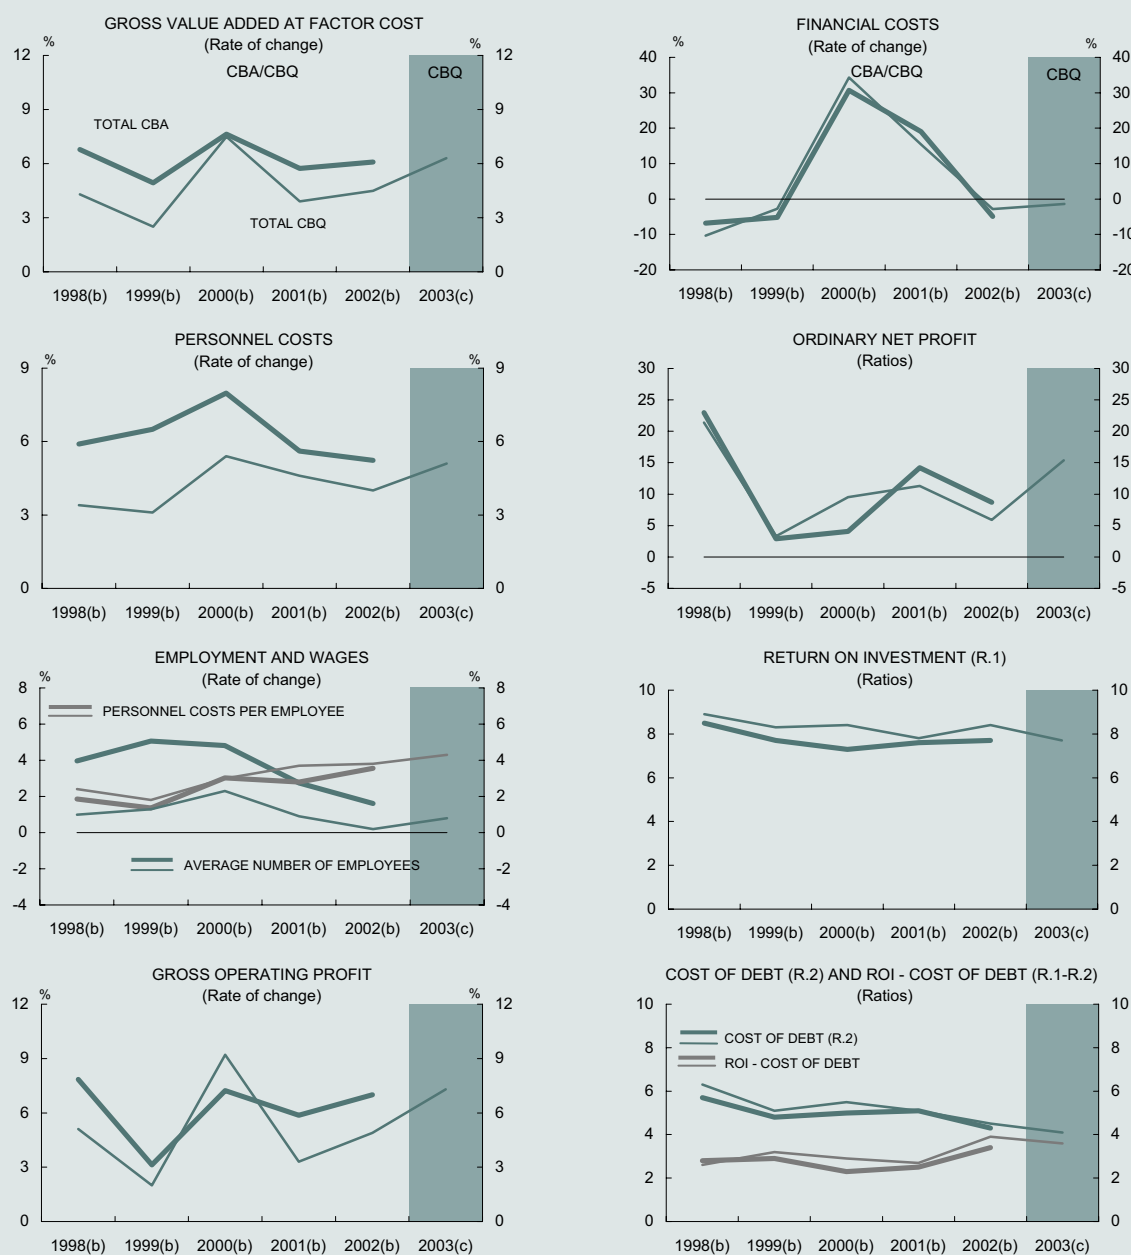 GROSS VALUE ADDED AT FACTOR COST
(Rate of change)
% %
CBA/CBQ CBQ
TOTAL CBA
TOTAL CBQ
12 12
9 9
6 6
3 3
0 0
1998(b) 1999(b) 2000(b) 2001(b) 2002(b) 2003(c)
FINANCIAL COSTS
(Rate of change)
% %
CBA/CBQ CBQ
40 40
30 30
20 20
10 10
0 0
-10 -10
-20 -20
1998(b) 1999(b) 2000(b) 2001(b) 2002(b) 2003(c)
PERSONNEL COSTS
(Rate of change)
% %
9 9
6 6
3 3
0 0
1998(b) 1999(b) 2000(b) 2001(b) 2002(b) 2003(c)
ORDINARY NET PROFIT
(Ratios)
30 30
25 25
20 20
15 15
10 10
5 5
0 0
-5 -5
1998(b) 1999(b) 2000(b) 2001(b) 2002(b) 2003(c)
EMPLOYMENT AND WAGES
(Rate of change)
% %
PERSONNEL COSTS PER EMPLOYEE
AVERAGE NUMBER OF EMPLOYEES
8 8
6 6
4 4
2 2
0 0
-2 -2
-4 -4
1998(b) 1999(b) 2000(b) 2001(b) 2002(b) 2003(c)
RETURN ON INVESTMENT (R.1)
(Ratios)
10 10
8 8
6 6
4 4
2 2
0 0
1998(b) 1999(b) 2000(b) 2001(b) 2002(b) 2003(c)
GROSS OPERATING PROFIT
(Rate of change)
% %
12 12
9 9
6 6
3 3
0 0
1998(b) 1999(b) 2000(b) 2001(b) 2002(b) 2003(c)
COST OF DEBT (R.2) AND ROI - COST OF DEBT (R.1-R.2)
(Ratios)
COST OF DEBT (R.2)
ROI - COST OF DEBT
10 10
8 8
6 6
4 4
2 2
0 0
1998(b) 1999(b) 2000(b) 2001(b) 2002(b) 2003(c)